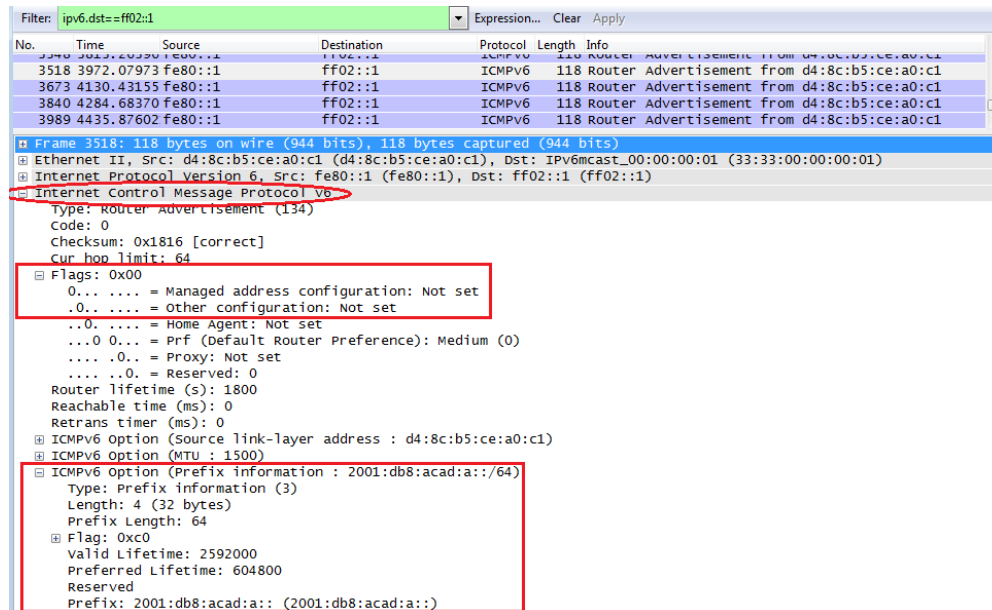 Filter: ipv6.dst==ff02::1 Expression... Clear Apply
No. Time Source Destination Protocol Length Info
ff02::1 ICMPv6 118 Router Advertisement from d4:8c:b5:ce:a0:c1
3518 3972.07973 fe80::1 ff02::1 ICMPv6 118 Router Advertisement from d4:8c:b5:ce:a0:c1
3673 4130.43155 fe80::1 ff02::1 ICMPv6 118 Router Advertisement from d4:8c:b5:ce:a0:c1
3840 4284.68370 fe80::1 ff02::1 ICMPv6 118 Router Advertisement from d4:8c:b5:ce:a0:c1
3989 4435.87602 fe80::1 ff02::1 ICMPv6 118 Router Advertisement from d4:8c:b5:ce:a0:c1
Frame 3518: 118 bytes on wire (944 bits), 118 bytes captured (944 bits)
Ethernet II, Src: d4:8c:b5:ce:a0:c1 (d4:8c:b5:ce:a0:c1), Dst: IPv6mcast_00:00:00:01 (33:33:00:00:00:01)
Internet Protocol Version 6, Src: fe80::1 (fe80::1), Dst: ff02::1 (ff02::1)
Internet Control Message Protocol v6
Type: Router Advertisement (134)
Code: 0
Checksum: 0x1816 [correct]
Cur hop limit: 64
Flags: 0x00
0... .... = Managed address configuration: Not set
.0.. .... = Other configuration: Not set
..0. .... = Home Agent: Not set
...0 0... = Prf (Default Router Preference): Medium (0)
.... .0.. = Proxy: Not set
.... ..0. = Reserved: 0
Router lifetime (s): 1800
Reachable time (ms): 0
Retrans timer (ms): 0
ICMPv6 Option (Source link-layer address : d4:8c:b5:ce:a0:c1)
ICMPv6 Option (MTU : 1500)
ICMPv6 Option (Prefix information : 2001:db8:acad:a::/64)
Type: Prefix information (3)
Length: 4 (32 bytes)
Prefix Length: 64
Flag: 0xc0
Valid Lifetime: 2592000
Preferred Lifetime: 604800
Reserved
Prefix: 2001:db8:acad:a:: (2001:db8:acad:a::)